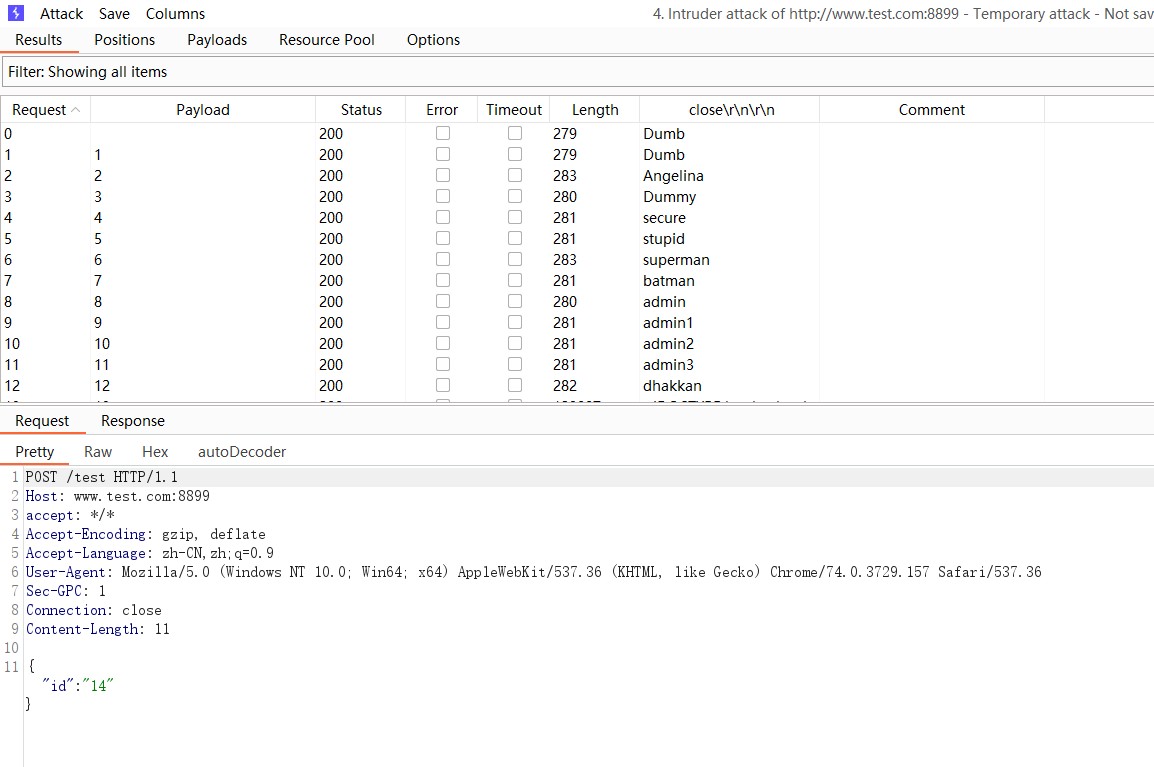 Attack Save Columns 4. Intruder attack of http://www.test.com:8899 - Temporary attack - Not sav
Results Positions Payloads Resource Pool Options
Filter: Showing all items
Request Payload Status Error Timeout Length close\r\n\r\n Comment
0 200 279 Dumb
1 1 200 279 Dumb
2 2 200 283 Angelina
3 3 200 280 Dummy
4 4 200 281 secure
5 5 200 281 stupid
6 6 200 283 superman
7 7 200 281 batman
8 8 200 280 admin
9 9 200 281 admin1
10 10 200 281 admin2
11 11 200 281 admin3
12 12 200 282 dhakkan
Request Response
Pretty Raw Hex autoDecoder
1 POST /test HTTP/1.1
2 Host: www.test.com:8899
3 accept: */*
4 Accept-Encoding: gzip, deflate
5 Accept-Language: zh-CN,zh;q=0.9
6 User-Agent: Mozilla/5.0 (Windows NT 10.0; Win64; x64) AppleWebKit/537.36 (KHTML, like Gecko) Chrome/74.0.3729.157 Safari/537.36
7 Sec-GPC: 1
8 Connection: close
9 Content-Length: 11
10
11 {
"id":"14"
}